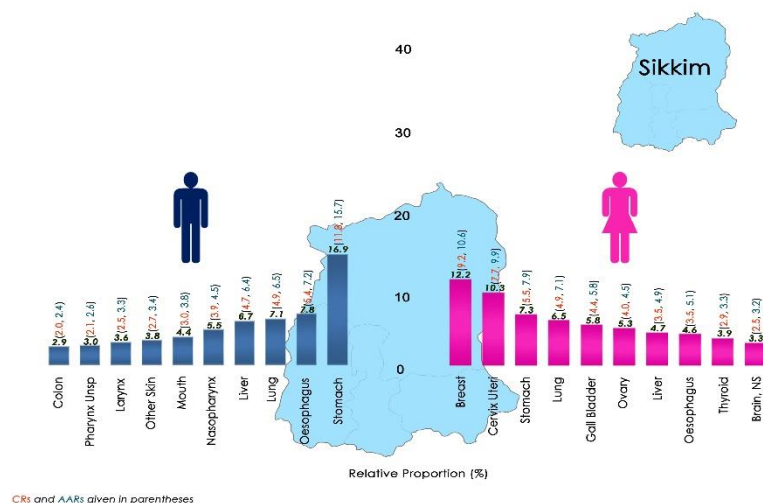 Sikkim
40
30
20
10
0
[2.0, 2.4]
[2.1, 2.6]
[2.5, 3.3]
[2.7, 3.4]
[3.0, 3.8]
[3.9, 4.5]
[4.7, 6.4]
[4.9, 6.5]
[5.4, 7.2]
[11.8, 15.7]
2.9
3.0
3.6
3.8
4.4
5.5
6.7
7.1
7.8
16.9
Colon
Pharynx Unsp
Larynx
Other Skin
Mouth
Nasopharynx
Liver
Lung
Oesophagus
Stomach
[9.2, 10.6]
[7.7, 9.9]
[5.5, 7.9]
[4.9, 7.1]
[4.4, 5.8]
[4.0, 4.5]
[3.5, 4.9]
[3.5, 5.1]
[2.9, 3.3]
[2.5, 3.2]
12.2
10.3
7.3
6.5
5.8
5.3
4.7
4.6
3.9
3.3
Breast
Cervix Uteri
Stomach
Lung
Gall Bladder
Ovary
Liver
Oesophagus
Thyroid
Brain, NS
Relative Proportion (%)
CRs and AARs given in parentheses